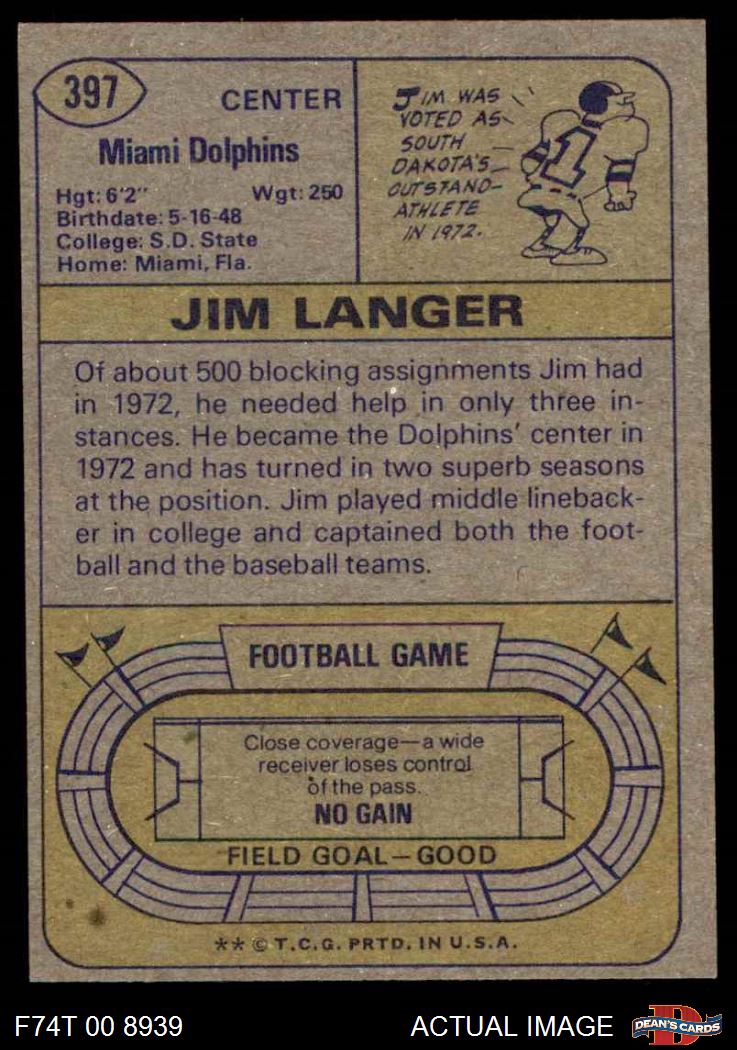 397
CENTER
Miami Dolphins
Hgt: 6'2" Wgt: 250
Birthdate: 5-16-48
College: S.D. State
Home: Miami, Fla.
JIM WAS
VOTED AS
SOUTH
DAKOTA'S
OUTSTAND-
ATHLETE
IN 1972.
1
JIM LANGER
Of about 500 blocking assignments Jim had
in 1972, he needed help in only three in-
stances. He became the Dolphins' center in
1972 and has turned in two superb seasons
at the position. Jim played middle lineback-
er in college and captained both the foot-
ball and the baseball teams.
FOOTBALL GAME
Close coverage—a wide
receiver loses control
of the pass.
NO GAIN
FIELD GOAL—GOOD
** © T.C.G. PRTD. IN U.S.A.
F74T 00 8939 ACTUAL IMAGE
D
DEAN'S CARDS